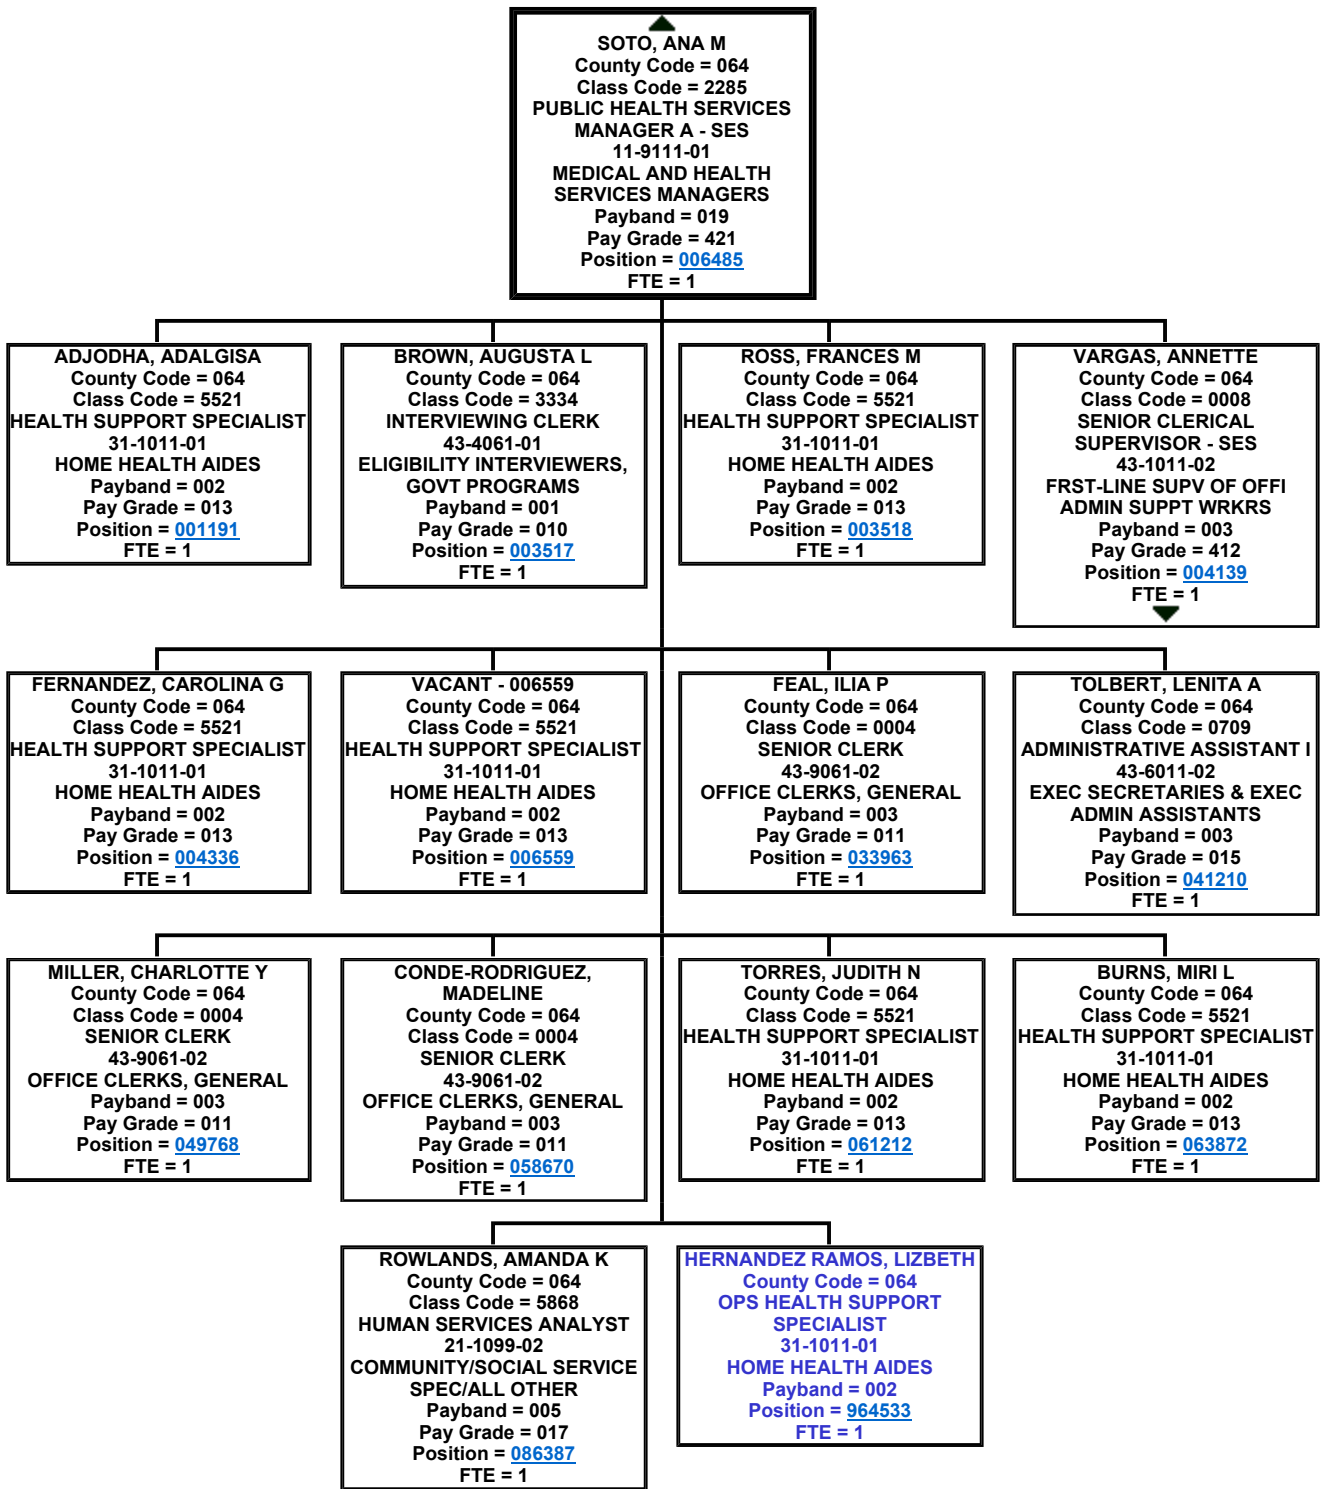 SOTO, ANA M
County Code = 064
Class Code = 2285
PUBLIC HEALTH SERVICES
MANAGER A - SES
11-9111-01
MEDICAL AND HEALTH
SERVICES MANAGERS
Payband = 019
Pay Grade = 421
Position = 006485
FTE = 1
ADJODHA, ADALGISA
County Code = 064
Class Code = 5521
HEALTH SUPPORT SPECIALIST
31-1011-01
HOME HEALTH AIDES
Payband = 002
Pay Grade = 013
Position = 001191
FTE = 1
BROWN, AUGUSTA L
County Code = 064
Class Code = 3334
INTERVIEWING CLERK
43-4061-01
ELIGIBILITY INTERVIEWERS,
GOVT PROGRAMS
Payband = 001
Pay Grade = 010
Position = 003517
FTE = 1
ROSS, FRANCES M
County Code = 064
Class Code = 5521
HEALTH SUPPORT SPECIALIST
31-1011-01
HOME HEALTH AIDES
Payband = 002
Pay Grade = 013
Position = 003518
FTE = 1
VARGAS, ANNETTE
County Code = 064
Class Code = 0008
SENIOR CLERICAL
SUPERVISOR - SES
43-1011-02
FRST-LINE SUPV OF OFFI
ADMIN SUPPT WRKRS
Payband = 003
Pay Grade = 412
Position = 004139
FTE = 1
FERNANDEZ, CAROLINA G
County Code = 064
Class Code = 5521
HEALTH SUPPORT SPECIALIST
31-1011-01
HOME HEALTH AIDES
Payband = 002
Pay Grade = 013
Position = 004336
FTE = 1
VACANT - 006559
County Code = 064
Class Code = 5521
HEALTH SUPPORT SPECIALIST
31-1011-01
HOME HEALTH AIDES
Payband = 002
Pay Grade = 013
Position = 006559
FTE = 1
FEAL, ILIA P
County Code = 064
Class Code = 0004
SENIOR CLERK
43-9061-02
OFFICE CLERKS, GENERAL
Payband = 003
Pay Grade = 011
Position = 033963
FTE = 1
TOLBERT, LENITA A
County Code = 064
Class Code = 0709
ADMINISTRATIVE ASSISTANT I
43-6011-02
EXEC SECRETARIES & EXEC
ADMIN ASSISTANTS
Payband = 003
Pay Grade = 015
Position = 041210
FTE = 1
MILLER, CHARLOTTE Y
County Code = 064
Class Code = 0004
SENIOR CLERK
43-9061-02
OFFICE CLERKS, GENERAL
Payband = 003
Pay Grade = 011
Position = 049768
FTE = 1
CONDE-RODRIGUEZ,
MADELINE
County Code = 064
Class Code = 0004
SENIOR CLERK
43-9061-02
OFFICE CLERKS, GENERAL
Payband = 003
Pay Grade = 011
Position = 058670
FTE = 1
TORRES, JUDITH N
County Code = 064
Class Code = 5521
HEALTH SUPPORT SPECIALIST
31-1011-01
HOME HEALTH AIDES
Payband = 002
Pay Grade = 013
Position = 061212
FTE = 1
BURNS, MIRI L
County Code = 064
Class Code = 5521
HEALTH SUPPORT SPECIALIST
31-1011-01
HOME HEALTH AIDES
Payband = 002
Pay Grade = 013
Position = 063872
FTE = 1
ROWLANDS, AMANDA K
County Code = 064
Class Code = 5868
HUMAN SERVICES ANALYST
21-1099-02
COMMUNITY/SOCIAL SERVICE
SPEC/ALL OTHER
Payband = 005
Pay Grade = 017
Position = 086387
FTE = 1
HERNANDEZ RAMOS, LIZBETH
County Code = 064
OPS HEALTH SUPPORT
SPECIALIST
31-1011-01
HOME HEALTH AIDES
Payband = 002
Position = 964533
FTE = 1